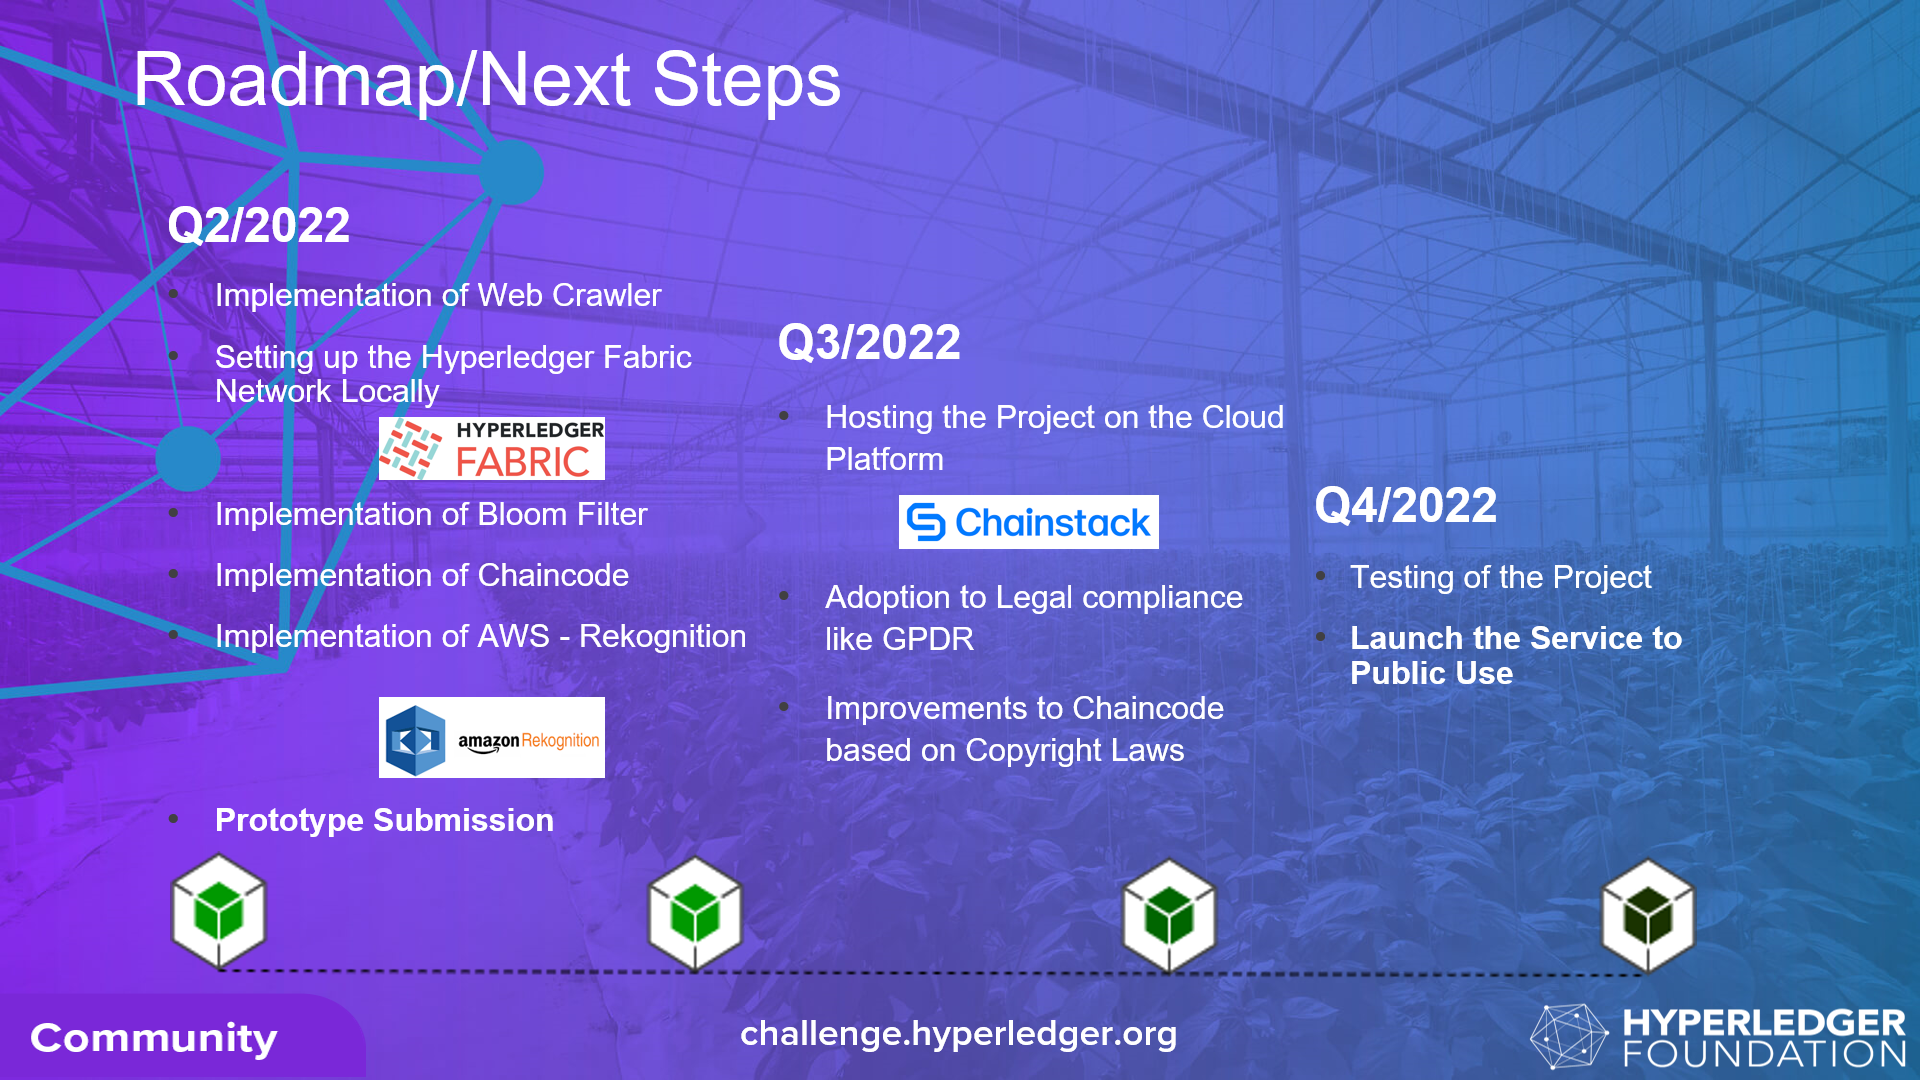 Roadmap/Next Steps
Q2/2022
Implementation of Web Crawler
Setting up the Hyperledger Fabric
Network Locally
HYPERLEDGER
FABRIC
Implementation of Bloom Filter
Implementation of Chaincode
Implementation of AWS - Rekognition
amazon Rekognition
Prototype Submission
Q3/2022
Hosting the Project on the Cloud
Platform
Chainstack
Adoption to Legal compliance
like GPDR
Improvements to Chaincode
based on Copyright Laws
Q4/2022
Testing of the Project
Launch the Service to
Public Use
Community
challenge.hyperledger.org
HYPERLEDGER
FOUNDATION